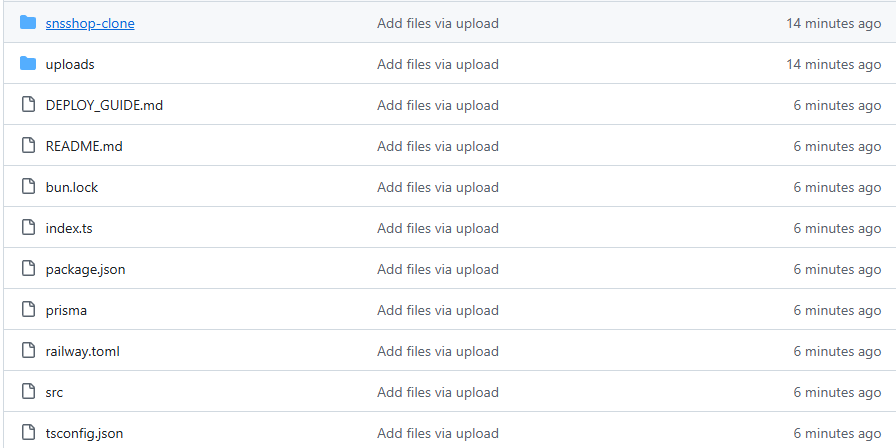 snsshop-clone Add files via upload 14 minutes ago
uploads Add files via upload 14 minutes ago
DEPLOY_GUIDE.md Add files via upload 6 minutes ago
README.md Add files via upload 6 minutes ago
bun.lock Add files via upload 6 minutes ago
index.ts Add files via upload 6 minutes ago
package.json Add files via upload 6 minutes ago
prisma Add files via upload 6 minutes ago
railway.toml Add files via upload 6 minutes ago
src Add files via upload 6 minutes ago
tsconfig.json Add files via upload 6 minutes ago